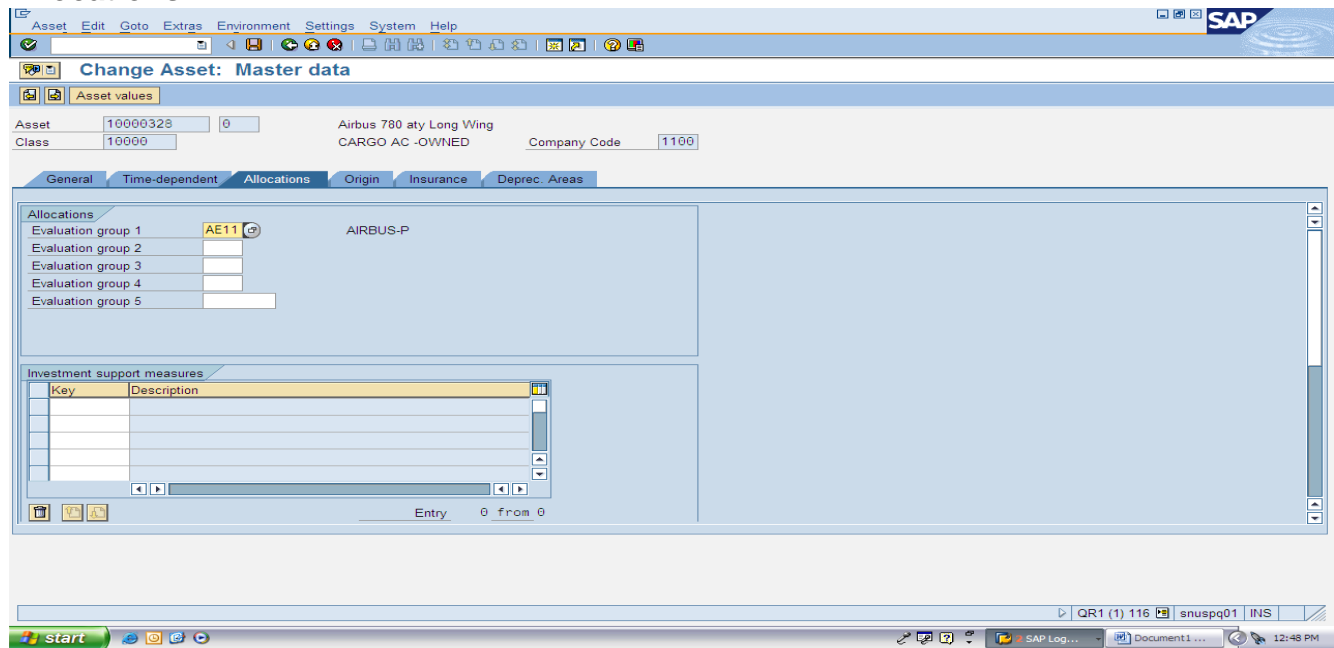 Asset Edit Goto Extras Environment Settings System Help
SAP
Change Asset: Master data
Asset values
Asset 10000328 0 Airbus 780 aty Long Wing
Class 10000 CARGO AC -OWNED Company Code 1100
General Time-dependent Allocations Origin Insurance Deprec. Areas
Allocations
Evaluation group 1 AE11 AIRBUS-P
Evaluation group 2
Evaluation group 3
Evaluation group 4
Evaluation group 5
Investment support measures
Key Description
Entry 0 from 0
QR1 (1) 116 snuspq01 INS
start SAP Log... Document1 ... 12:48 PM